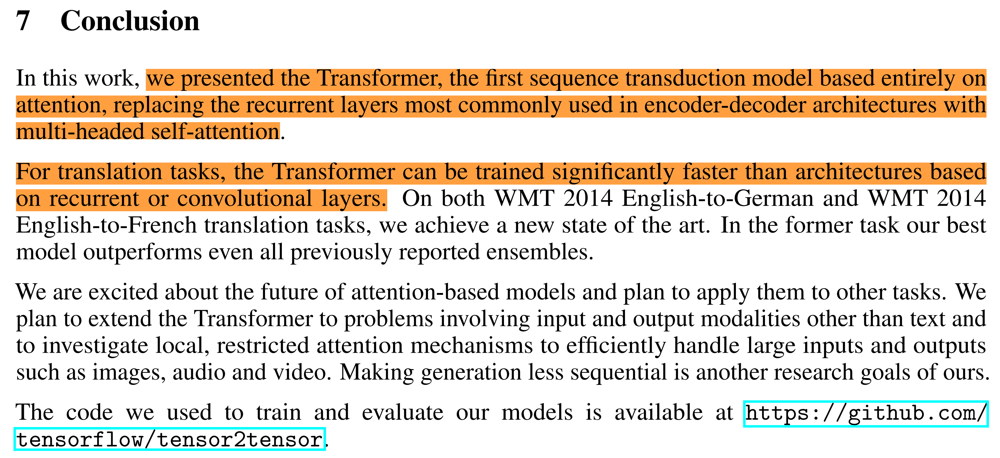 7 Conclusion
In this work, we presented the Transformer, the first sequence transduction model based entirely on
attention, replacing the recurrent layers most commonly used in encoder-decoder architectures with
multi-headed self-attention.
For translation tasks, the Transformer can be trained significantly faster than architectures based
on recurrent or convolutional layers. On both WMT 2014 English-to-German and WMT 2014
English-to-French translation tasks, we achieve a new state of the art. In the former task our best
model outperforms even all previously reported ensembles.
We are excited about the future of attention-based models and plan to apply them to other tasks. We
plan to extend the Transformer to problems involving input and output modalities other than text and
to investigate local, restricted attention mechanisms to efficiently handle large inputs and outputs
such as images, audio and video. Making generation less sequential is another research goals of ours.
The code we used to train and evaluate our models is available at https://github.com/
tensorflow/tensor2tensor.